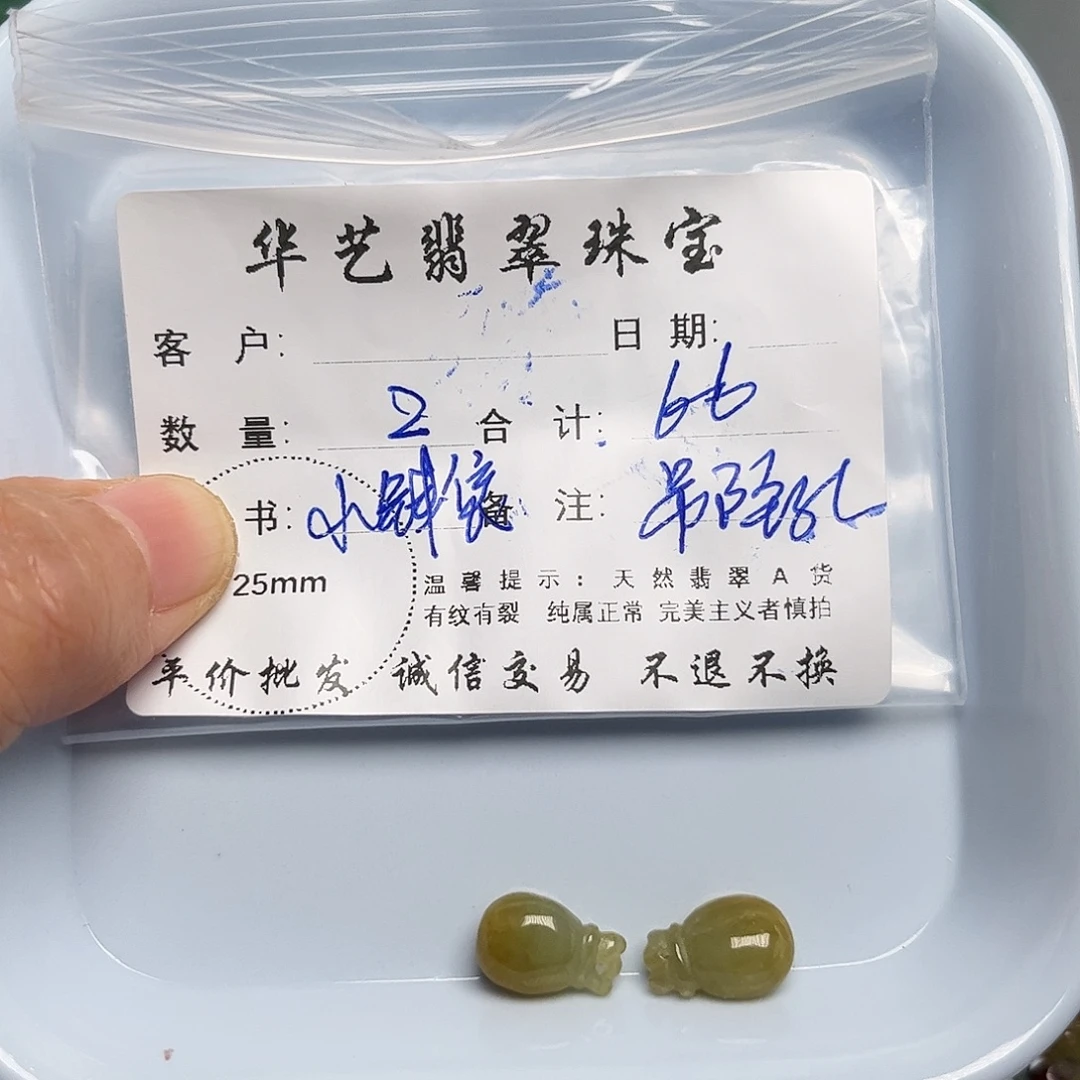 华艺翡翠珠宝
客 户: 日 期:
数 量: 2 合 计: 66
书: 小 备 注: 孔
25mm 温馨提示: 天然翡翠A货
有纹有裂 纯属正常 完美主义者慎拍
平价批发 诚信交易 不退不换